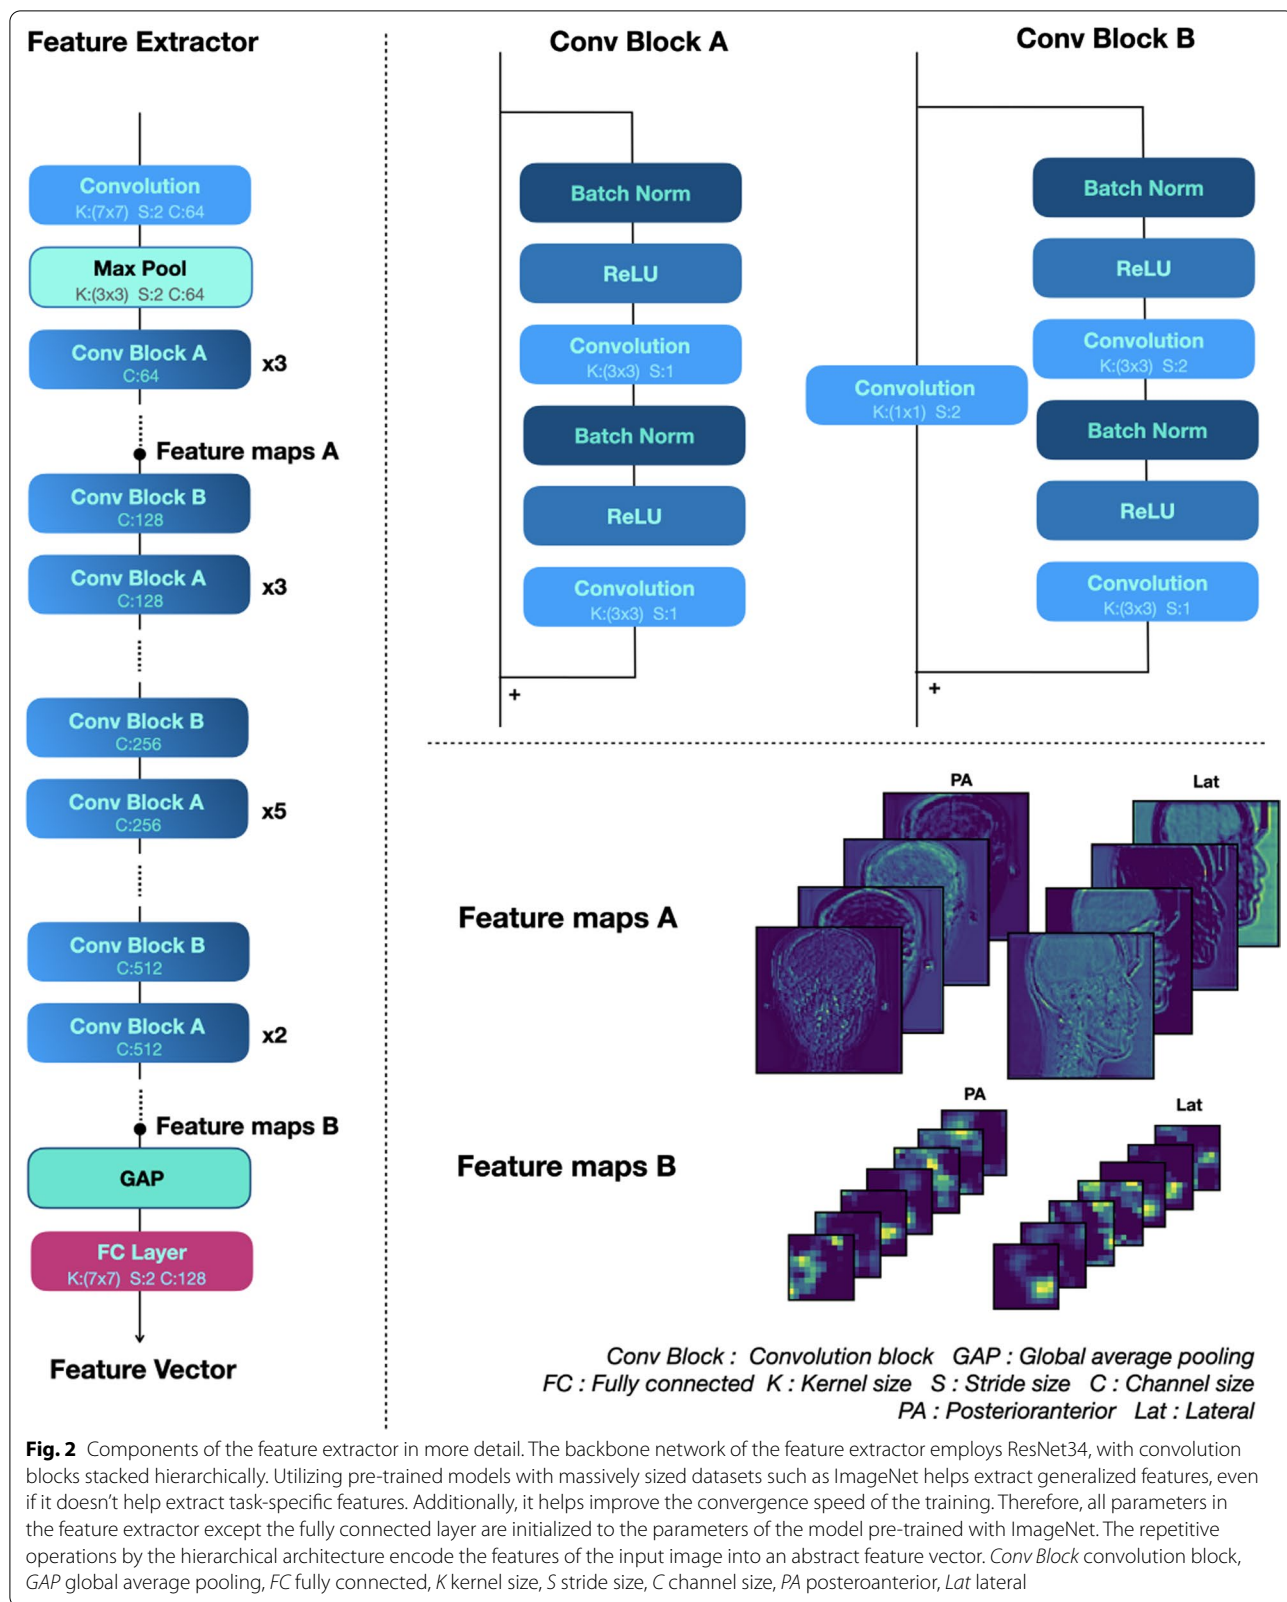 Feature Extractor
Convolution
K:(7x7) S:2 C:64
Max Pool
K:(3x3) S:2 C:64
Conv Block A
C:64
x3
Feature maps A
Conv Block B
C:128
Conv Block A
C:128
x3
Conv Block B
C:256
Conv Block A
C:256
x5
Conv Block B
C:512
Conv Block A
C:512
x2
Feature maps B
GAP
FC Layer
K:(7x7) S:2 C:128
Feature Vector
Conv Block A
Batch Norm
ReLU
Convolution
K:(3x3) S:1
Batch Norm
ReLU
Convolution
K:(3x3) S:1
+
Conv Block B
Batch Norm
ReLU
Convolution
K:(3x3) S:2
Convolution
K:(1x1) S:2
Batch Norm
ReLU
Convolution
K:(3x3) S:1
+
PA
Lat
Feature maps A
PA
Lat
Feature maps B
Conv Block : Convolution block GAP : Global average pooling
FC : Fully connected K : Kernel size S : Stride size C : Channel size
PA : Posterioranterior Lat : Lateral
Fig. 2 Components of the feature extractor in more detail. The backbone network of the feature extractor employs ResNet34, with convolution
blocks stacked hierarchically. Utilizing pre-trained models with massively sized datasets such as ImageNet helps extract generalized features, even
if it doesn't help extract task-specific features. Additionally, it helps improve the convergence speed of the training. Therefore, all parameters in
the feature extractor except the fully connected layer are initialized to the parameters of the model pre-trained with ImageNet. The repetitive
operations by the hierarchical architecture encode the features of the input image into an abstract feature vector. Conv Block convolution block,
GAP global average pooling, FC fully connected, K kernel size, S stride size, C channel size, PA posteroanterior, Lat lateral